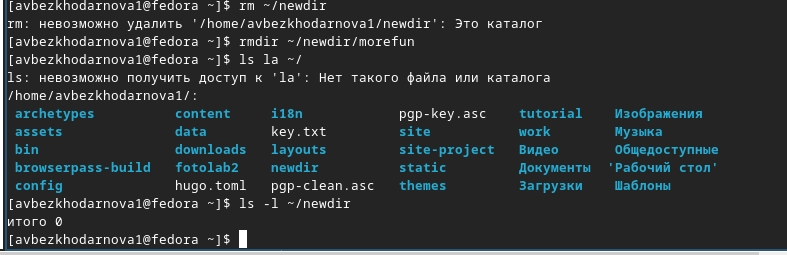 [avbezkhodarnova1@fedora ~]$ rm ~/newdir
rm: невозможно удалить '/home/avbezkhodarnova1/newdir': Это каталог
[avbezkhodarnova1@fedora ~]$ rmdir ~/newdir/morefun
[avbezkhodarnova1@fedora ~]$ ls la ~/
ls: невозможно получить доступ к 'la': Нет такого файла или каталога
/home/avbezkhodarnova1/:
archetypes content i18n pgp-key.asc tutorial Изображения
assets data key.txt site work Музыка
bin downloads layouts site-project Видео Общедоступные
browserpass-build fotolab2 newdir static Документы 'Рабочий стол'
config hugo.toml pgp-clean.asc themes Загрузки Шаблоны
[avbezkhodarnova1@fedora ~]$ ls -l ~/newdir
итого 0
[avbezkhodarnova1@fedora ~]$